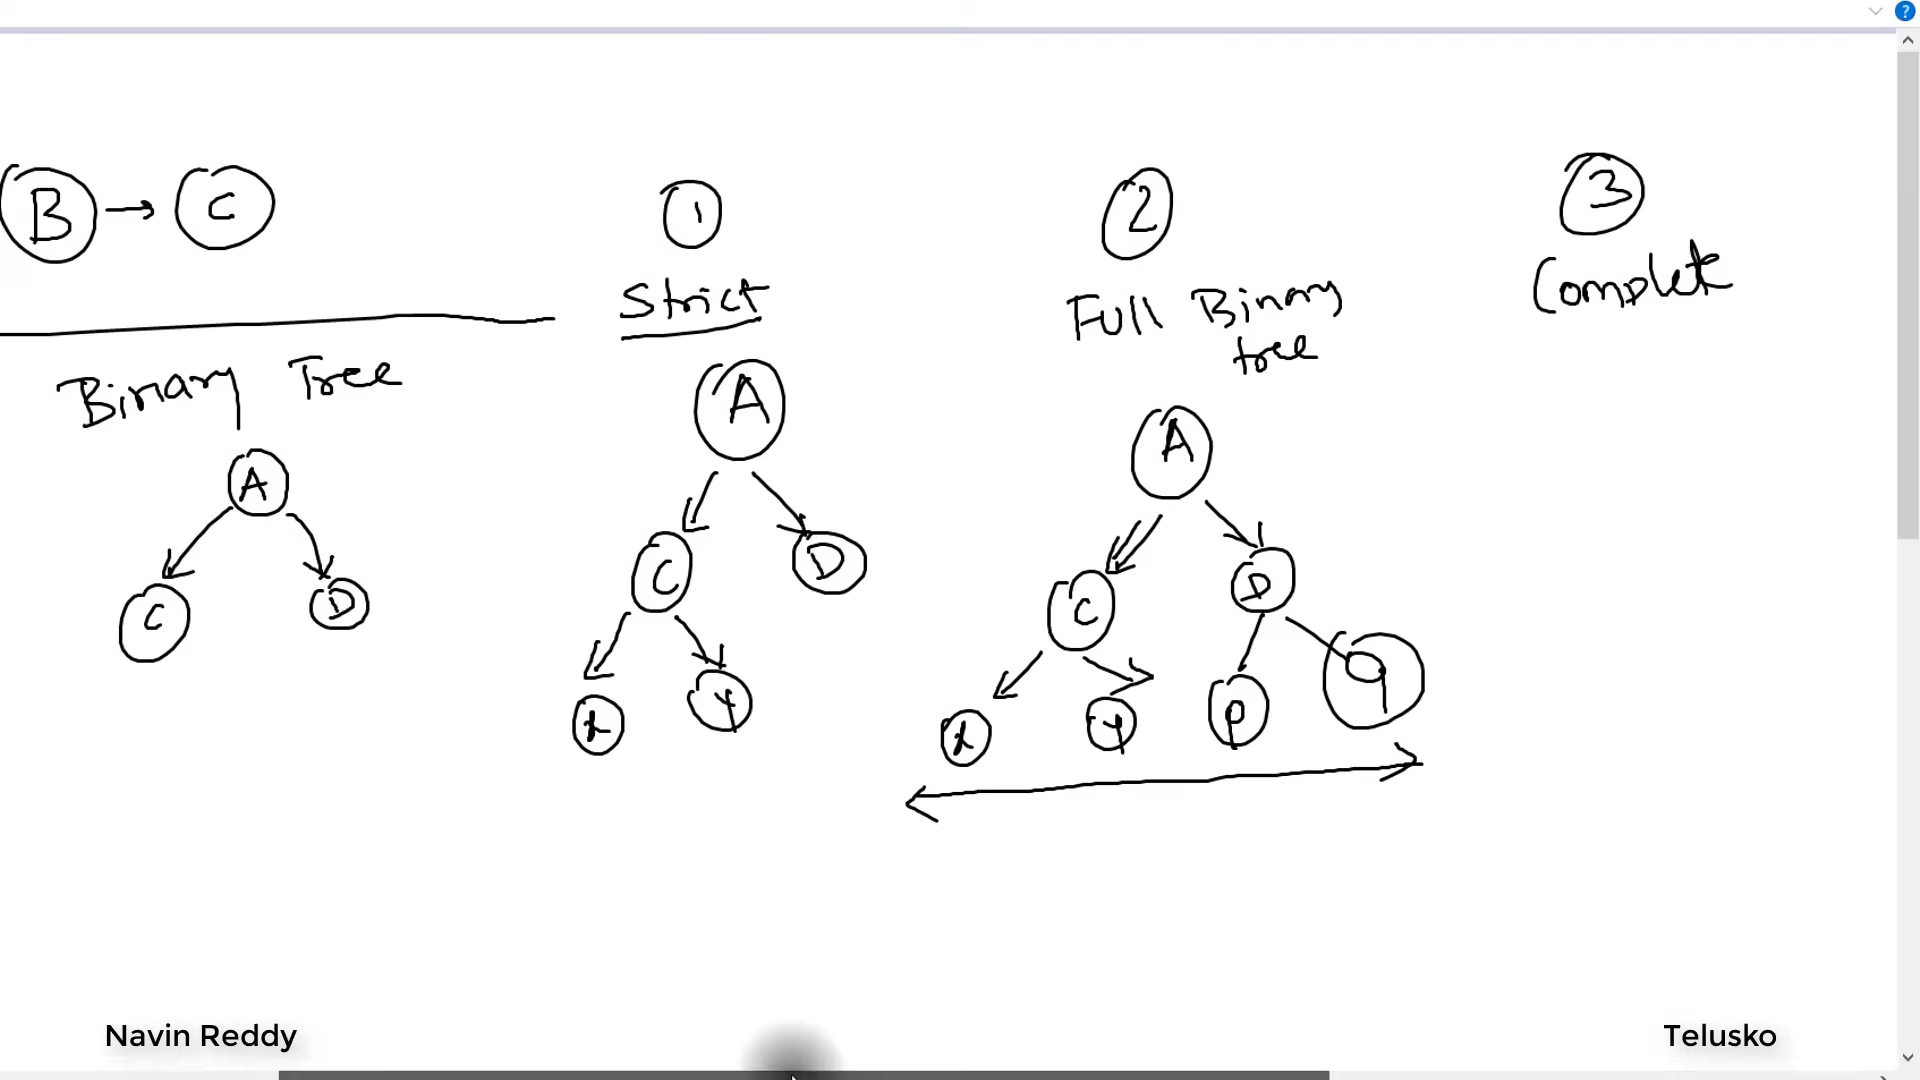 B → C
1
2
3
Strict
Full Binary
tree
Complete
Binary Tree
A
C D
A
C D
x y
A
C D
x y p q
Navin Reddy
Telusko
?